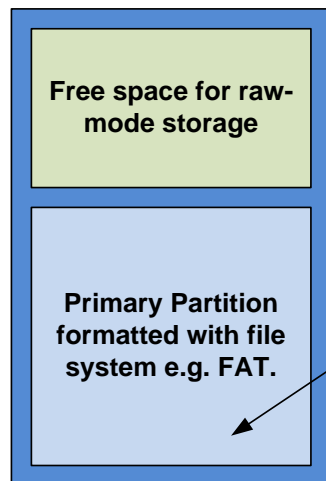 Free space for raw-
mode storage
Primary Partition
formatted with file
system e.g. FAT.